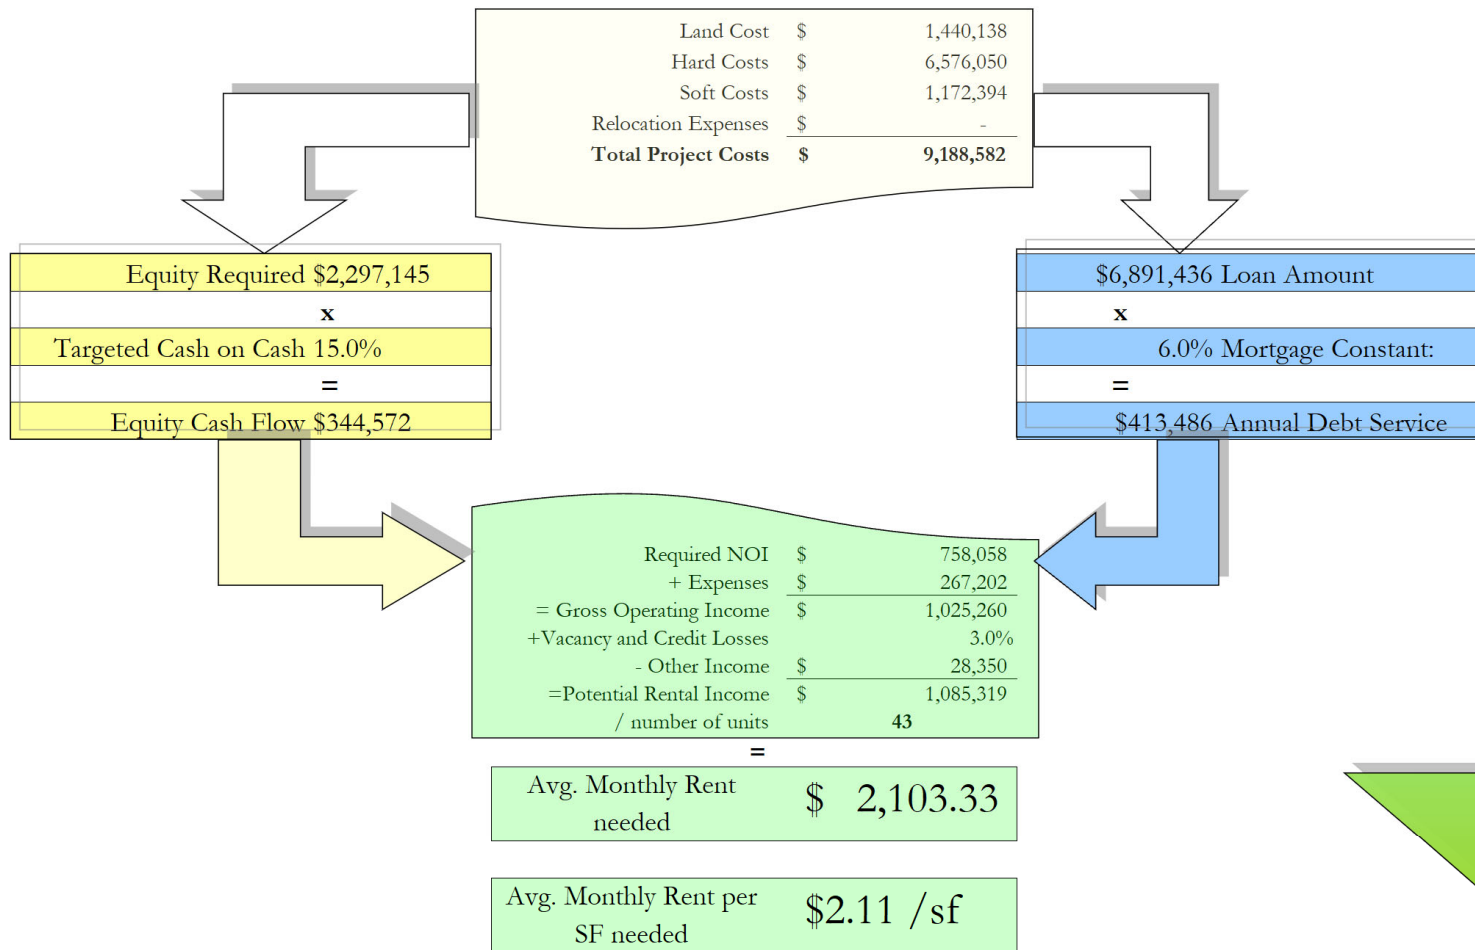 Land Cost $ 1,440,138
Hard Costs $ 6,576,050
Soft Costs $ 1,172,394
Relocation Expenses $ -
Total Project Costs $ 9,188,582
Equity Required $2,297,145
x
Targeted Cash on Cash 15.0%
=
Equity Cash Flow $344,572
$6,891,436 Loan Amount
x
6.0% Mortgage Constant:
=
$413,486 Annual Debt Service
Required NOI $ 758,058
+ Expenses $ 267,202
= Gross Operating Income $ 1,025,260
+Vacancy and Credit Losses 3.0%
- Other Income $ 28,350
=Potential Rental Income $ 1,085,319
/ number of units 43
=
Avg. Monthly Rent
needed
$ 2,103.33
Avg. Monthly Rent per
SF needed
$2.11 /sf